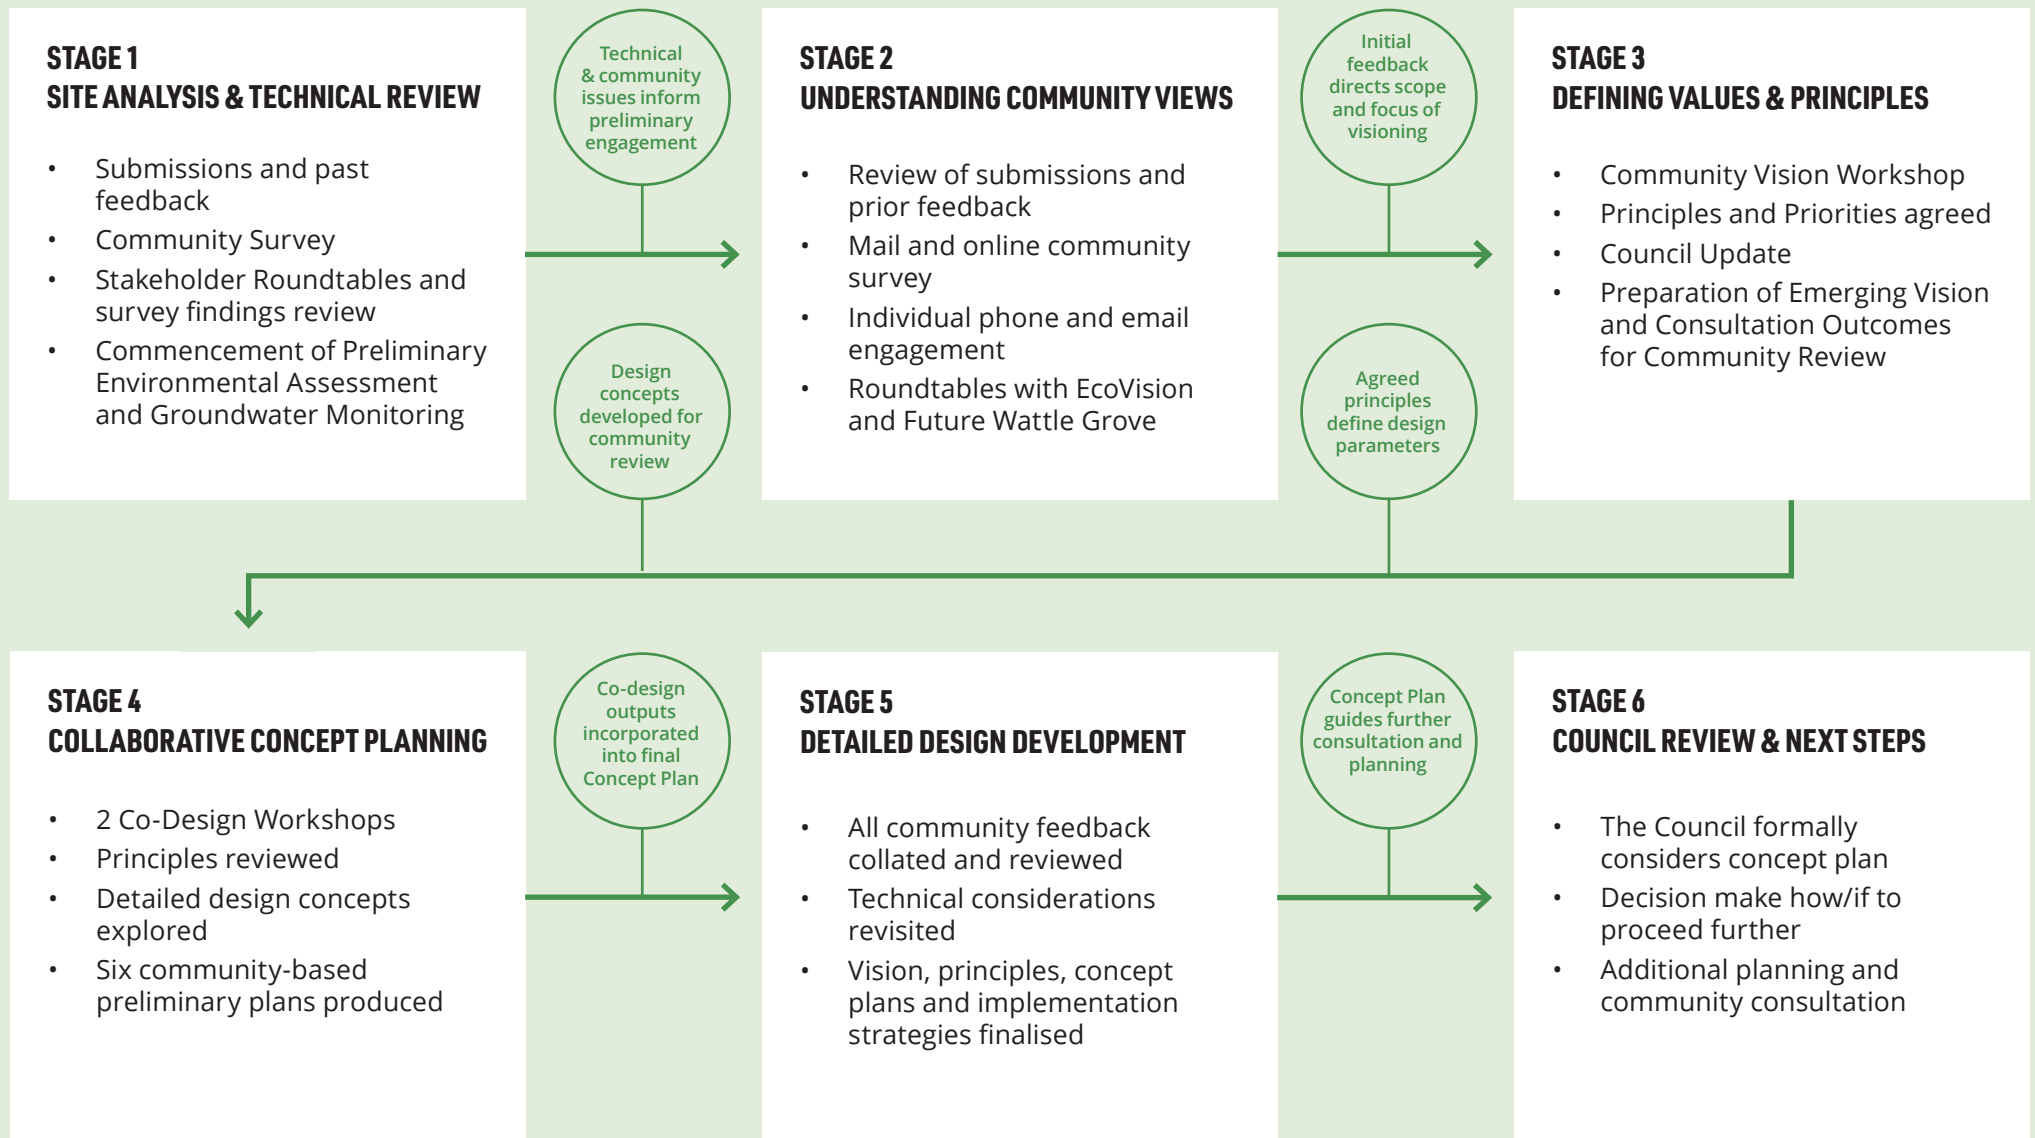 STAGE 1
SITE ANALYSIS & TECHNICAL REVIEW
• Submissions and past
feedback
• Community Survey
• Stakeholder Roundtables and
survey findings review
• Commencement of Preliminary
Environmental Assessment
and Groundwater Monitoring
Technical
& community
issues inform
preliminary
engagement
STAGE 2
UNDERSTANDING COMMUNITY VIEWS
• Review of submissions and
prior feedback
• Mail and online community
survey
• Individual phone and email
engagement
• Roundtables with EcoVision
and Future Wattle Grove
Initial
feedback
directs scope
and focus of
visioning
STAGE 3
DEFINING VALUES & PRINCIPLES
• Community Vision Workshop
• Principles and Priorities agreed
• Council Update
• Preparation of Emerging Vision
and Consultation Outcomes
for Community Review
Agreed
principles
define design
parameters
Design
concepts
developed for
community
review
STAGE 4
COLLABORATIVE CONCEPT PLANNING
• 2 Co-Design Workshops
• Principles reviewed
• Detailed design concepts
explored
• Six community-based
preliminary plans produced
Co-design
outputs
incorporated
into final
Concept Plan
STAGE 5
DETAILED DESIGN DEVELOPMENT
• All community feedback
collated and reviewed
• Technical considerations
revisited
• Vision, principles, concept
plans and implementation
strategies finalised
Concept Plan
guides further
consultation and
planning
STAGE 6
COUNCIL REVIEW & NEXT STEPS
• The Council formally
considers concept plan
• Decision make how/if to
proceed further
• Additional planning and
community consultation